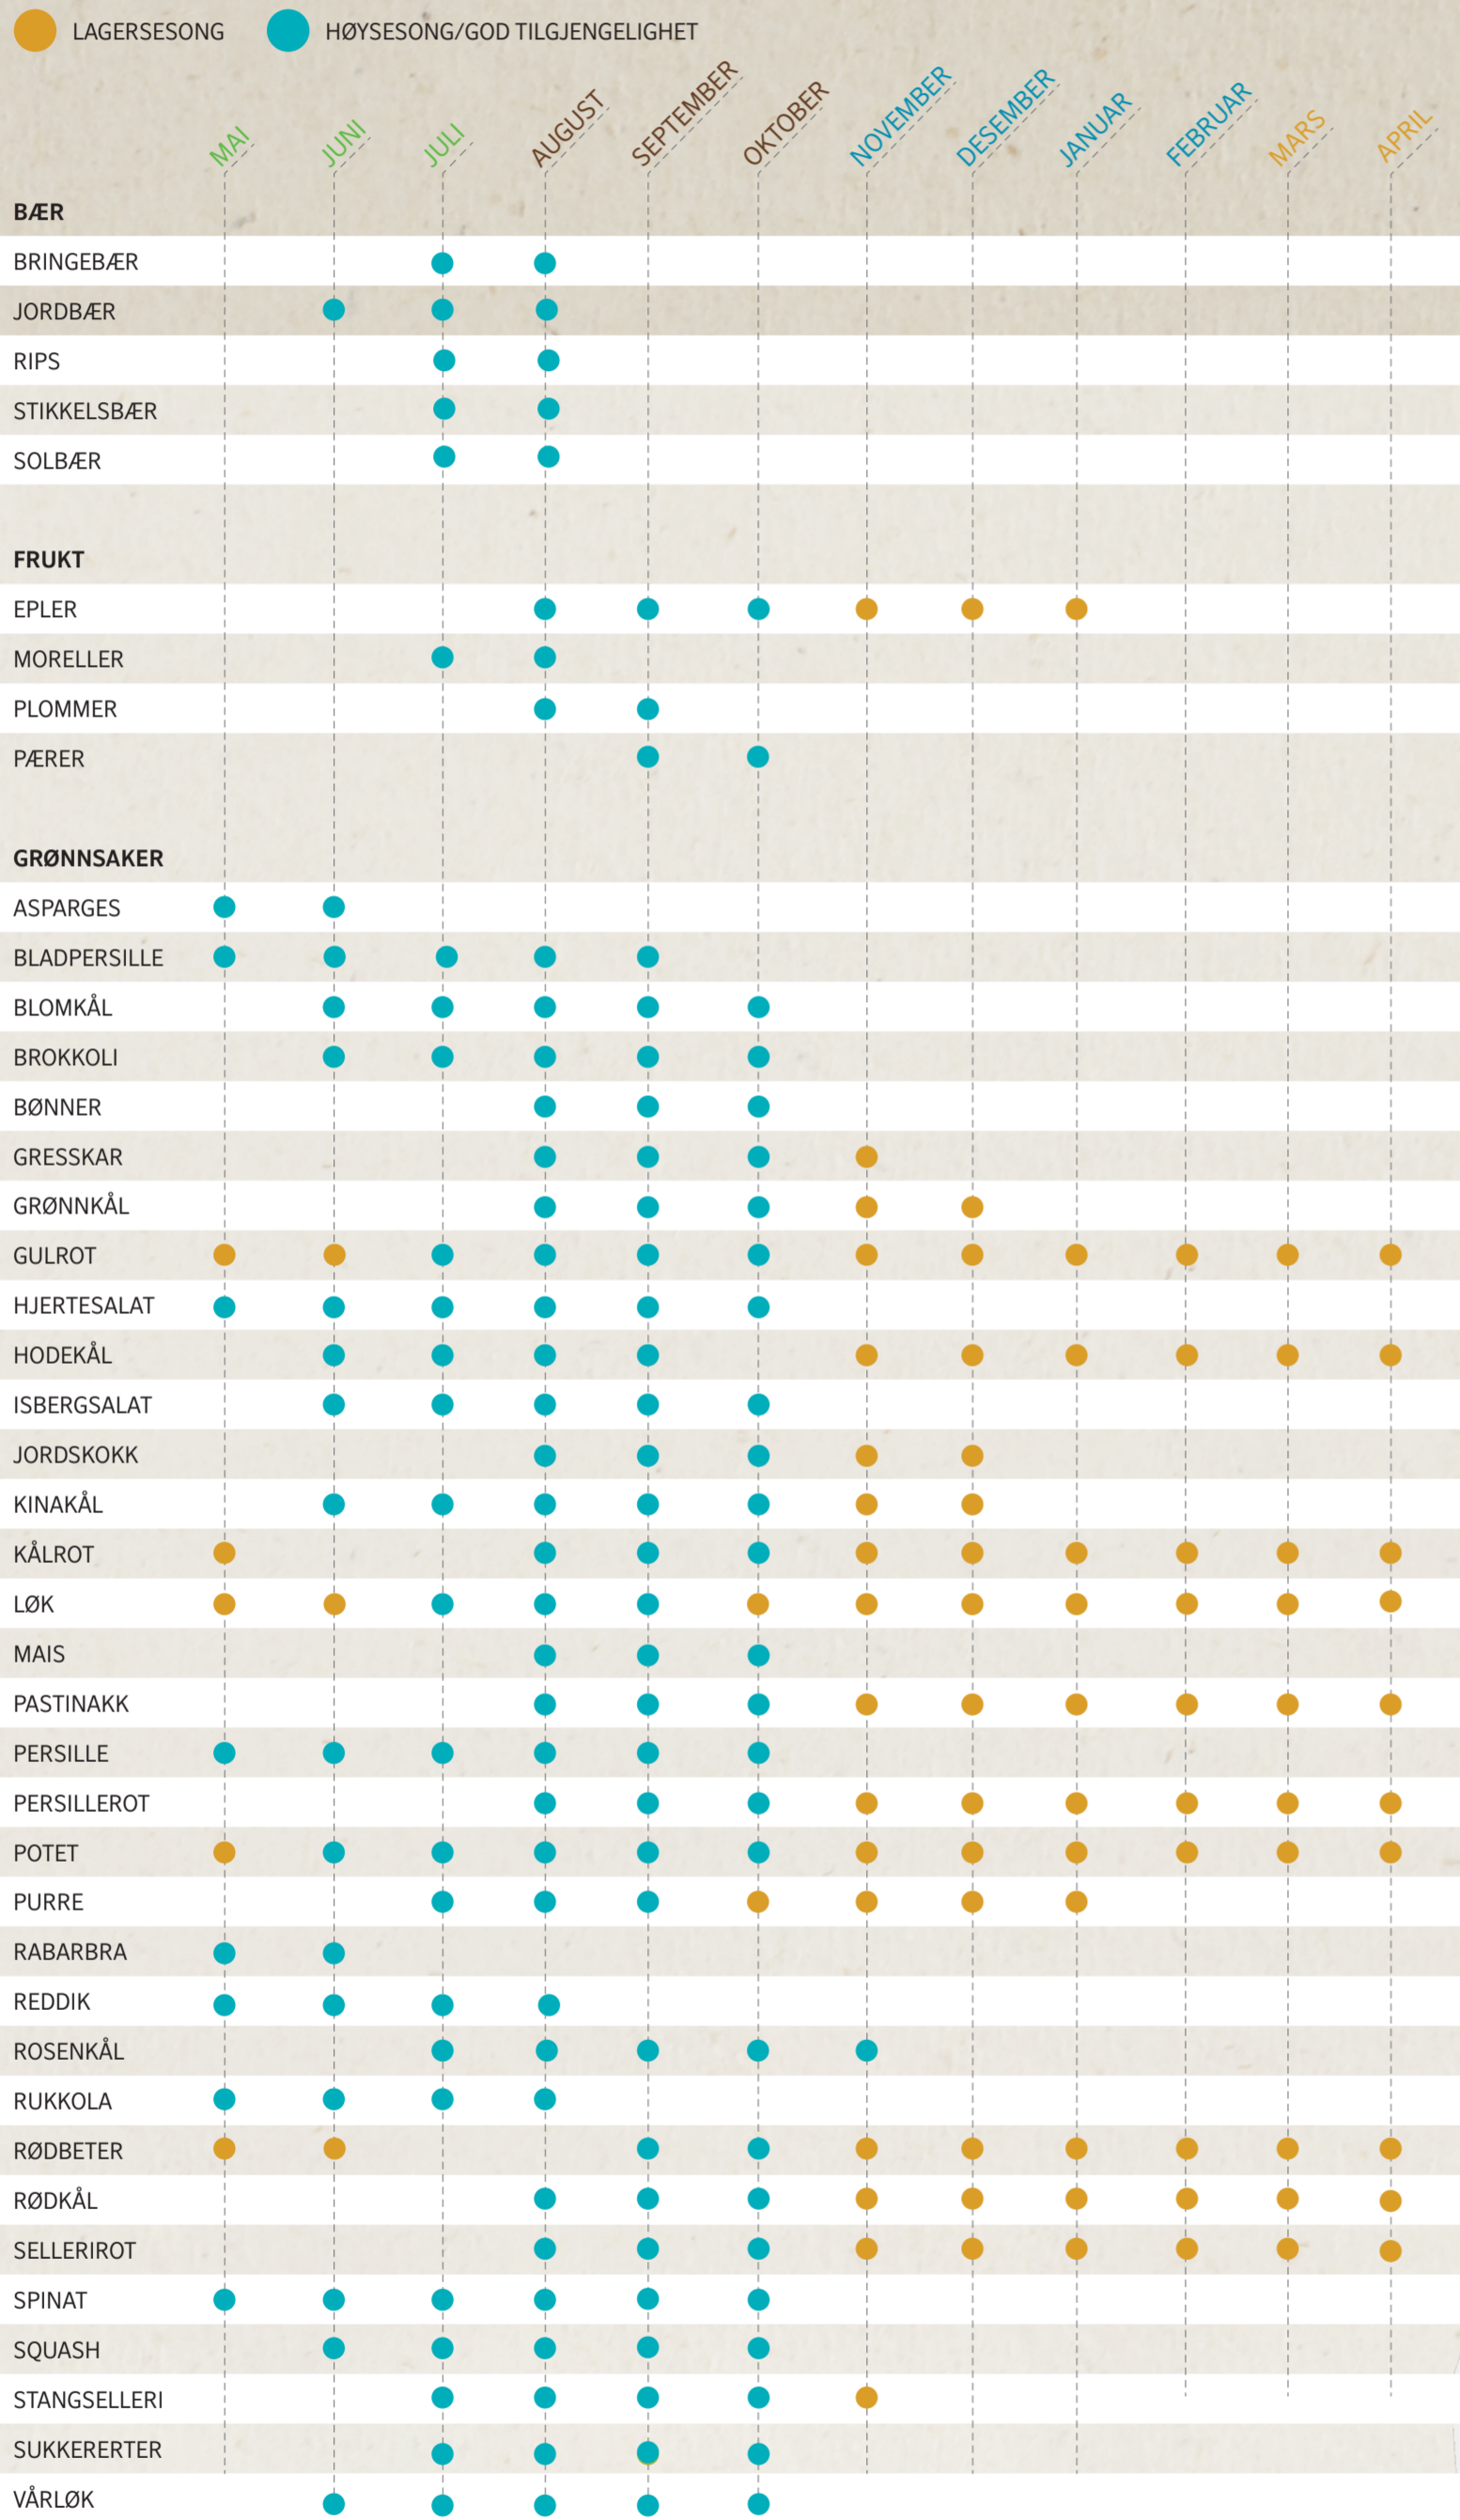 LAGERSESONG HØYSESONG/GOD TILGJENGELIGHET
MAI JUNI JULI AUGUST SEPTEMBER OKTOBER NOVEMBER DESEMBER JANUAR FEBRUAR MARS APRIL
BÆR
BRINGEBÆR
JORDBÆR
RIPS
STIKKELSBÆR
SOLBÆR
FRUKT
EPLER
MORELLER
PLOMMER
PÆRER
GRØNNSAKER
ASPARGES
BLADPERSILLE
BLOMKÅL
BROKKOLI
BØNNER
GRESSKAR
GRØNNKÅL
GULROT
HJERTESALAT
HODEKÅL
ISBERGSALAT
JORDSKOKK
KINAKÅL
KÅLROT
LØK
MAIS
PASTINAKK
PERSILLE
PERSILLEROT
POTET
PURRE
RABARBRA
REDDIK
ROSENKÅL
RUKKOLA
RØDBETER
RØDKÅL
SELLERIROT
SPINAT
SQUASH
STANGSELLERI
SUKKERERTER
VÅRLØK